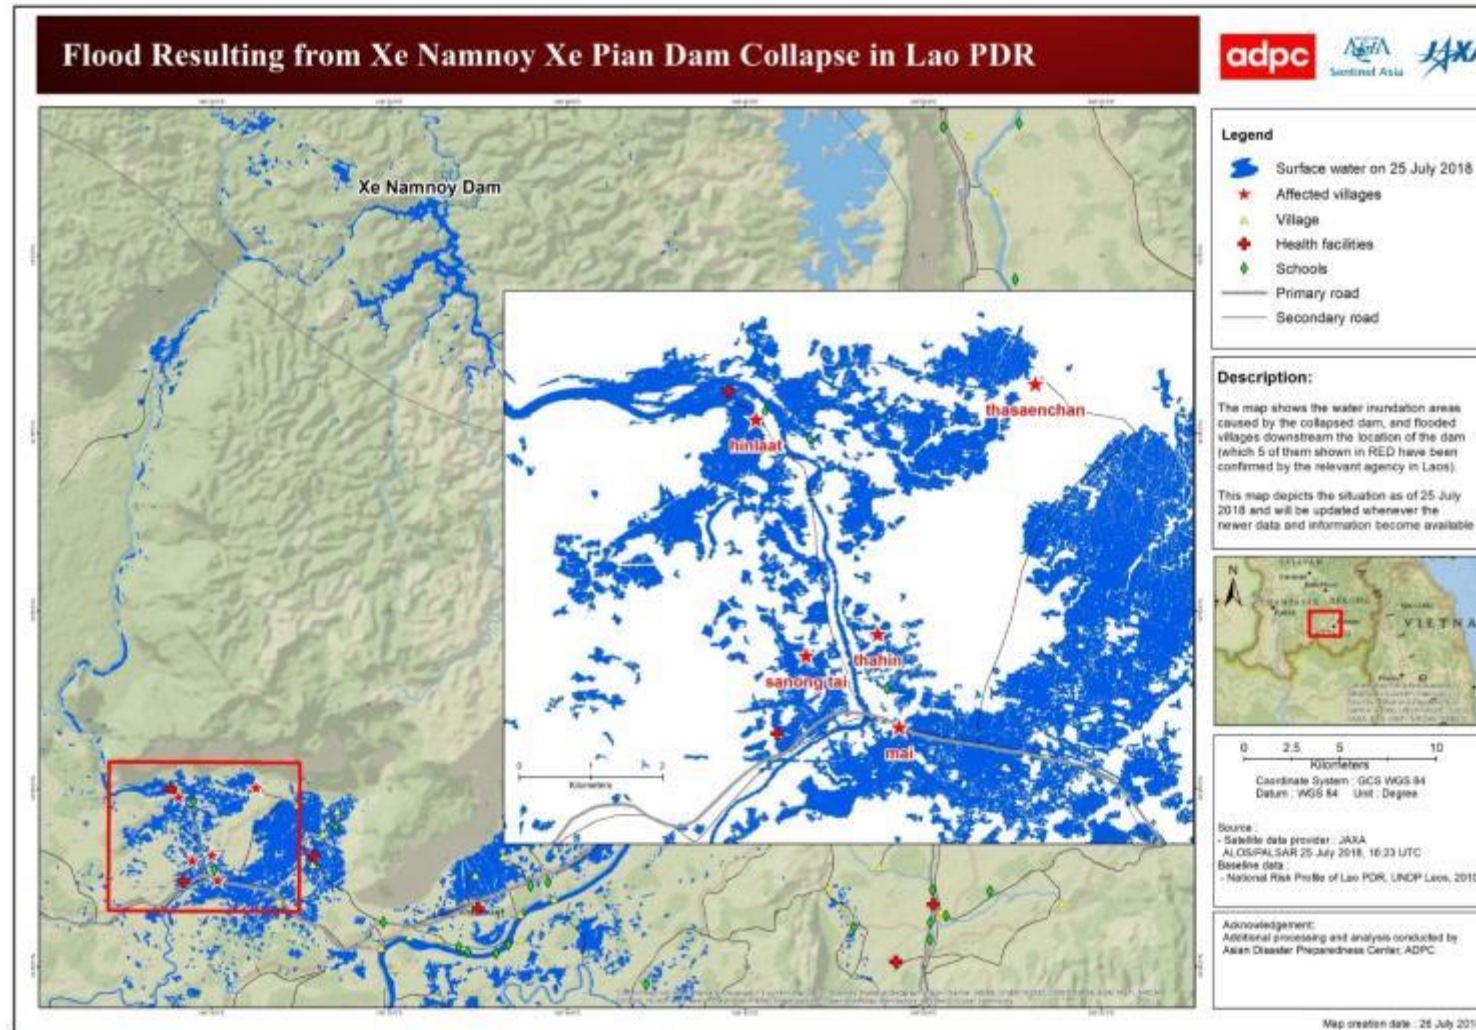 Flood Resulting from Xe Namnoy Xe Pian Dam Collapse in Lao PDR
adpc
Sentinel Asia
Xe Namnoy Dam
thasaenchan
hinlaat
thahin
sanong tai
mai
0 1 2
Kilometers
Legend
Surface water on 25 July 2018
Affected villages
Village
Health facilities
Schools
Primary road
Secondary road
Description:
The map shows the water inundation areas
caused by the collapsed dam, and flooded
villages downstream the location of the dam
(which 5 of them shown in RED have been
confirmed by the relevant agency in Laos).
This map depicts the situation as of 25 July
2018 and will be updated whenever the
newer data and information become available
N
0 2.5 5 10
Kilometers
Coordinate System : GCS WGS 84
Datum : WGS 84 Unit : Degree
Source :
- Satellite data provider : JAXA
ALOS/PALSAR 25 July 2018, 16:23 UTC
Baseline data :
- National Risk Profile of Lao PDR, UNDP Laos, 2010
Acknowledgement:
Additional processing and analysis conducted by
Asian Disaster Preparedness Center, ADPC
Map creation date : 26 July